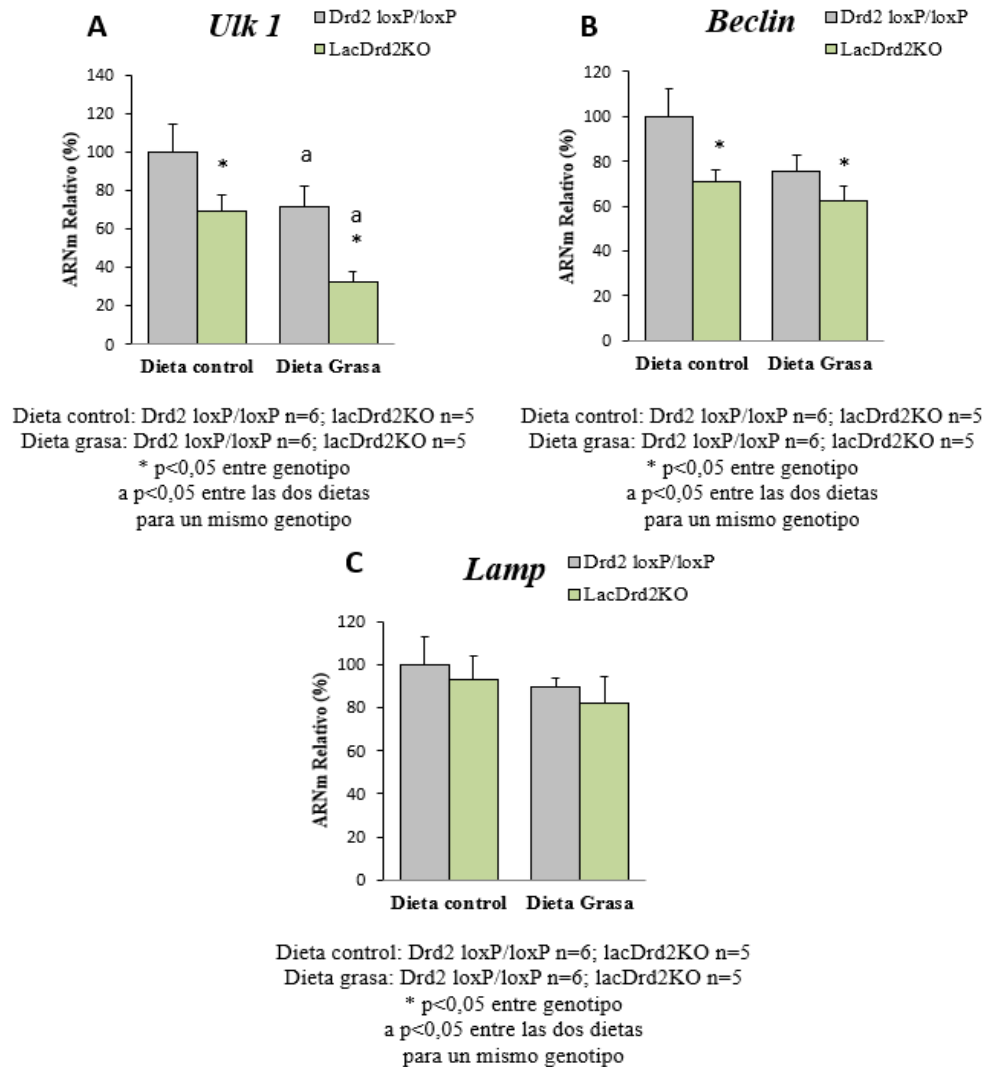 A
Ulk 1
Drd2 loxP/loxP
LacDrd2KO
ARNm Relativo (%)
140
120
100
80
60
40
20
0
*
a
a
*
Dieta control
Dieta Grasa
Dieta control: Drd2 loxP/loxP n=6; lacDrd2KO n=5
Dieta grasa: Drd2 loxP/loxP n=6; lacDrd2KO n=5
* p<0,05 entre genotipo
a p<0,05 entre las dos dietas
para un mismo genotipo
B
Beclin
Drd2 loxP/loxP
LacDrd2KO
ARNm Relativo (%)
120
100
80
60
40
20
0
*
*
Dieta control
Dieta Grasa
Dieta control: Drd2 loxP/loxP n=6; lacDrd2KO n=5
Dieta grasa: Drd2 loxP/loxP n=6; lacDrd2KO n=5
* p<0,05 entre genotipo
a p<0,05 entre las dos dietas
para un mismo genotipo
C
Lamp
Drd2 loxP/loxP
LacDrd2KO
ARNm Relativo (%)
120
100
80
60
40
20
0
Dieta control
Dieta Grasa
Dieta control: Drd2 loxP/loxP n=6; lacDrd2KO n=5
Dieta grasa: Drd2 loxP/loxP n=6; lacDrd2KO n=5
* p<0,05 entre genotipo
a p<0,05 entre las dos dietas
para un mismo genotipo